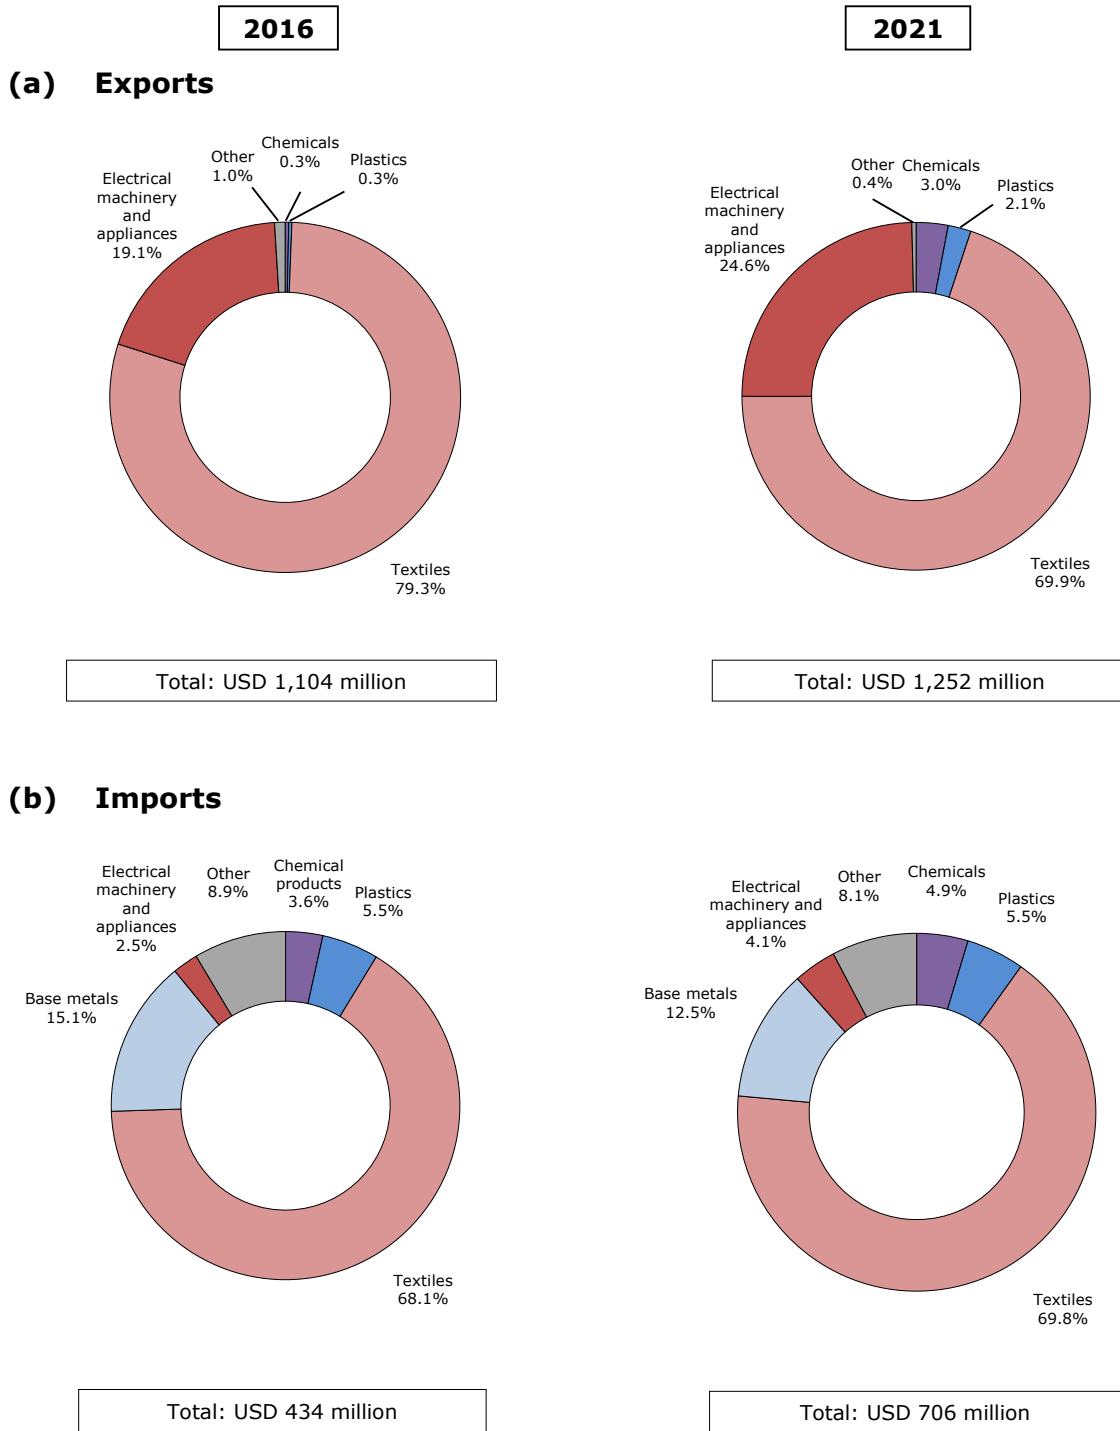 2016
2021
(a) Exports
Other
1.0%
Chemicals
0.3%
Plastics
0.3%
Electrical
machinery
and
appliances
19.1%
Textiles
79.3%
Other
0.4%
Chemicals
3.0%
Plastics
2.1%
Electrical
machinery
and
appliances
24.6%
Textiles
69.9%
Total: USD 1,104 million
Total: USD 1,252 million
(b) Imports
Electrical
machinery
and
appliances
2.5%
Other
8.9%
Chemical
products
3.6%
Plastics
5.5%
Base metals
15.1%
Textiles
68.1%
Electrical
machinery and
appliances
4.1%
Other
8.1%
Chemicals
4.9%
Plastics
5.5%
Base metals
12.5%
Textiles
69.8%
Total: USD 434 million
Total: USD 706 million